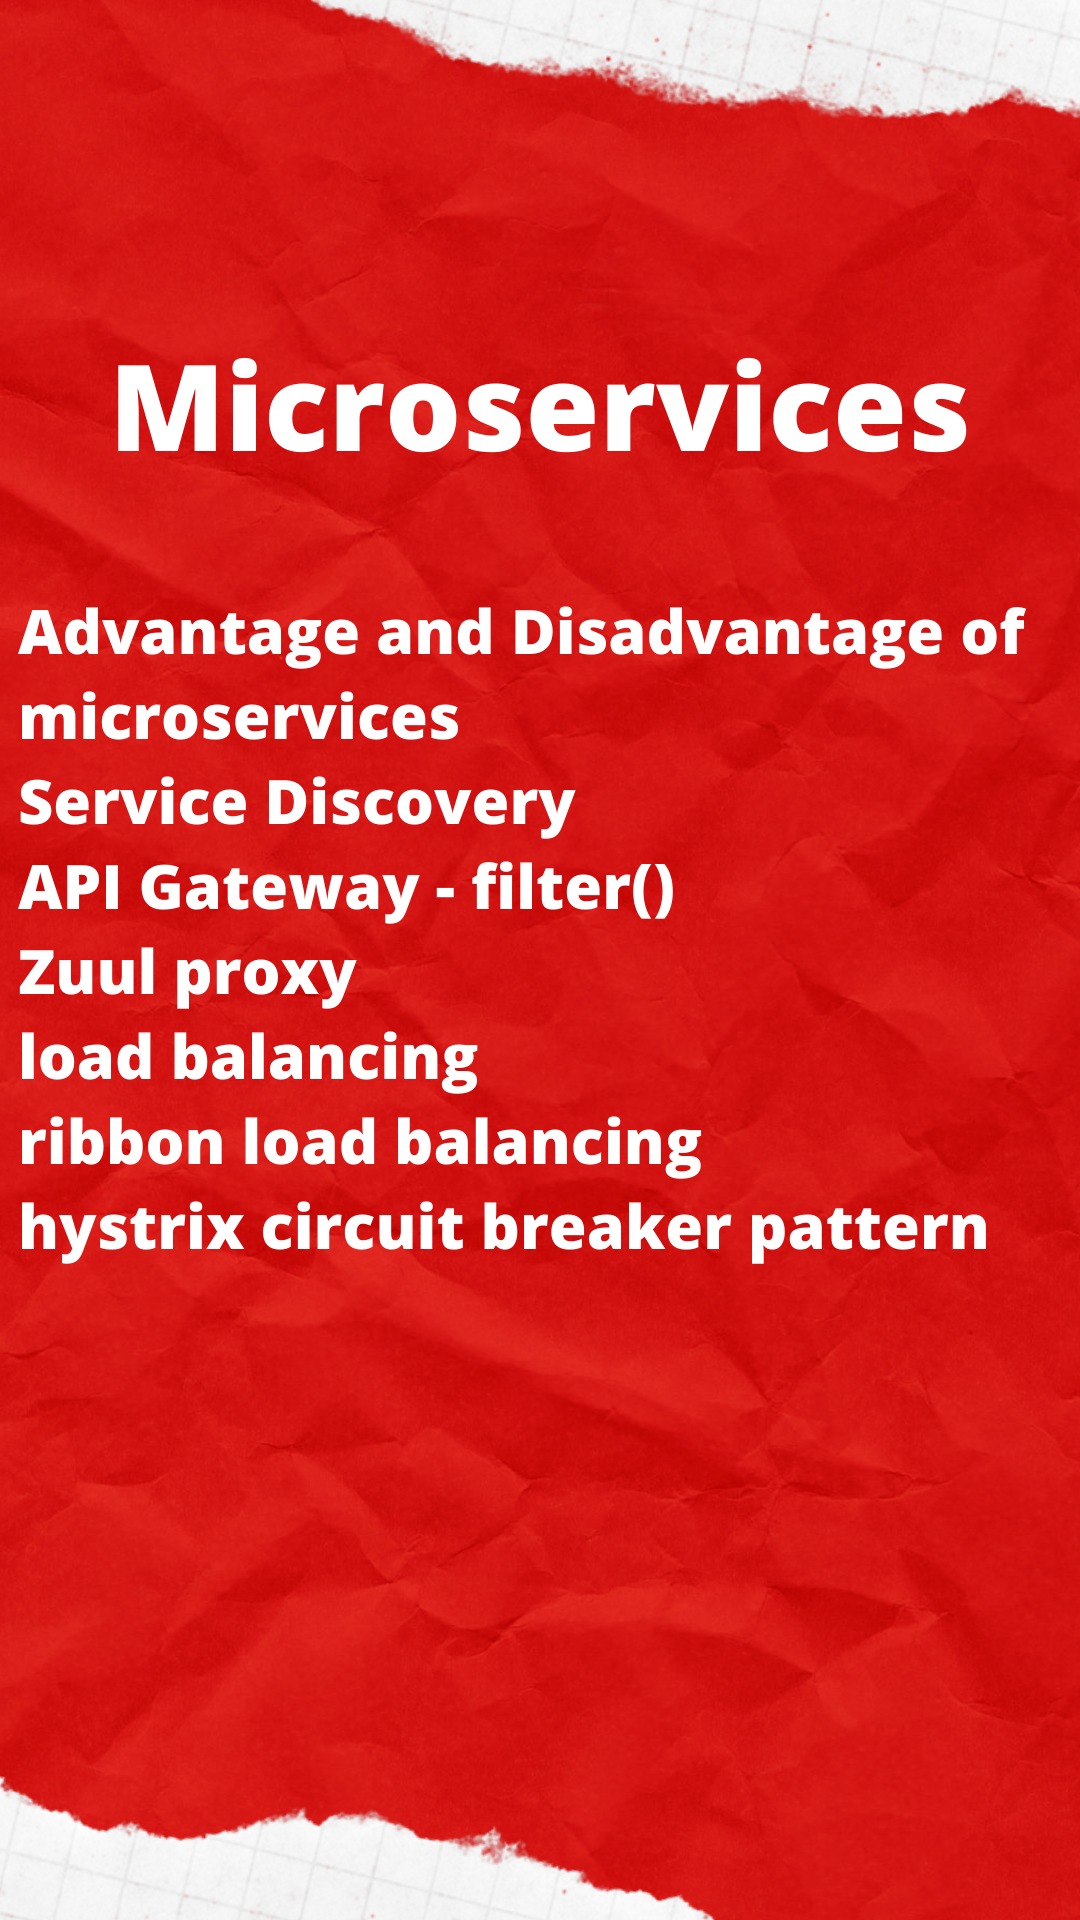 Microservices
Advantage and Disadvantage of
microservices
Service Discovery
API Gateway - filter()
Zuul proxy
load balancing
ribbon load balancing
hystrix circuit breaker pattern